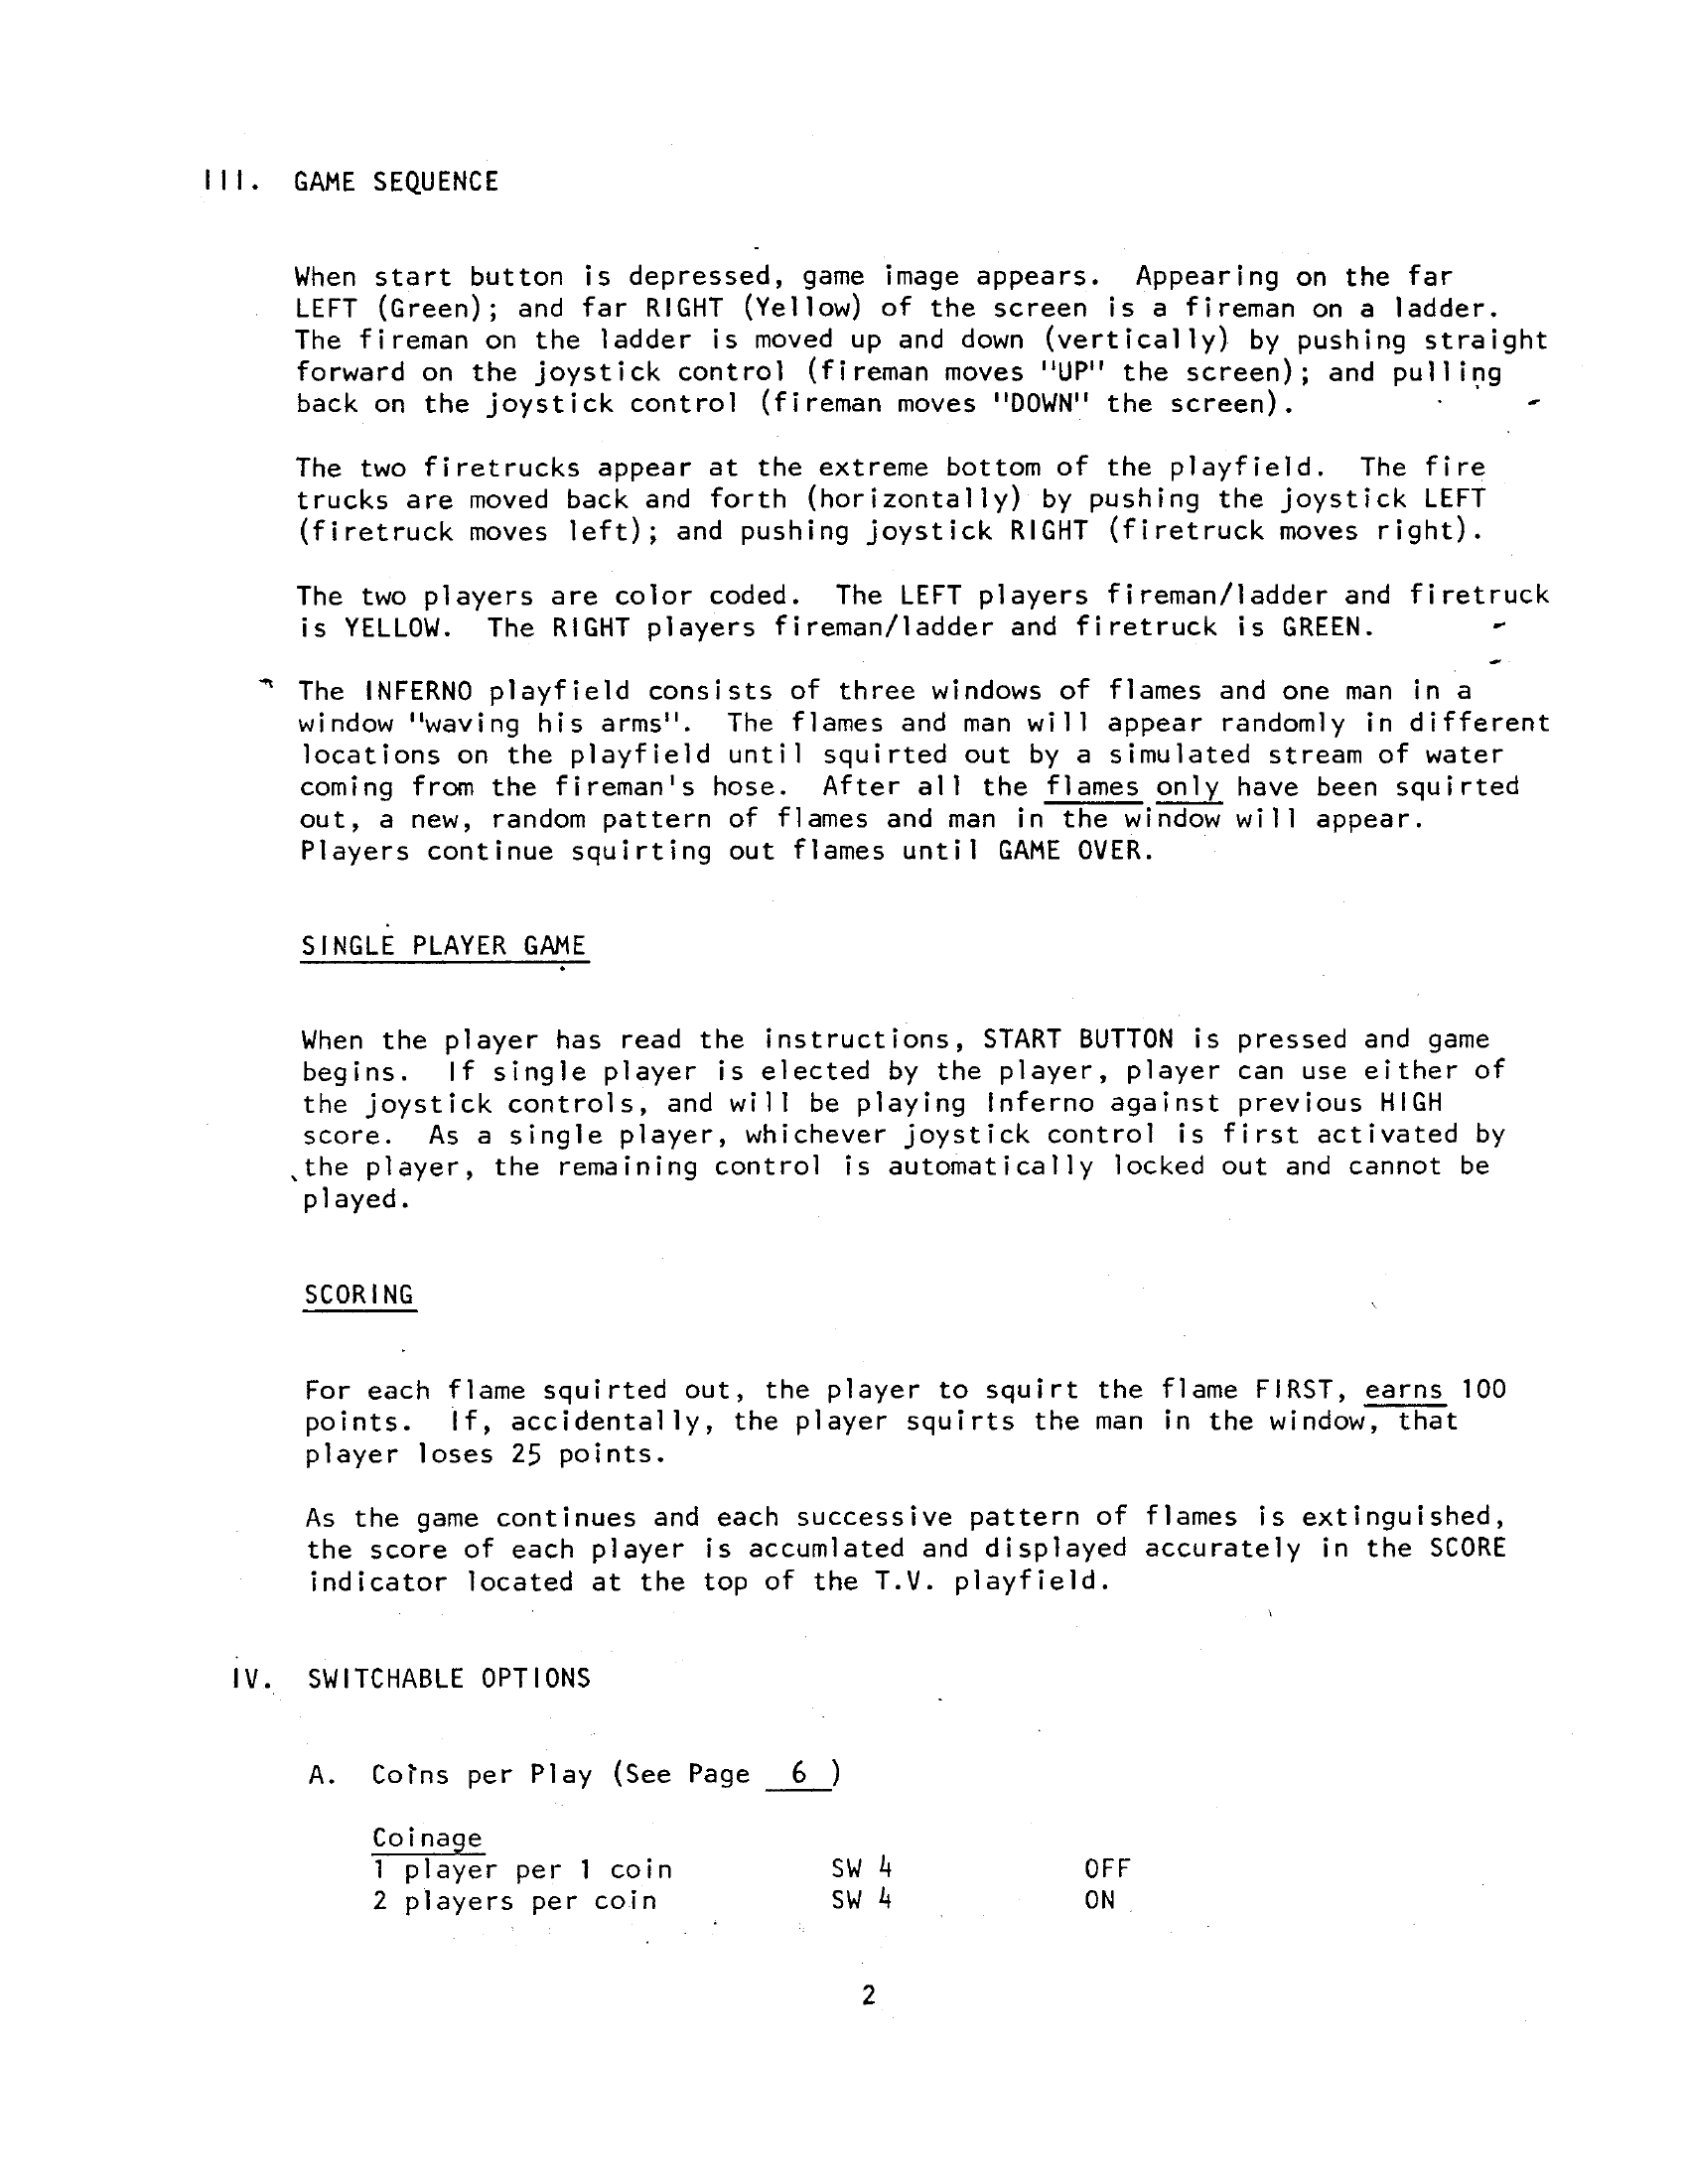 III. GAME SEQUENCE
When start button is depressed, game image appears. Appearing on the far
LEFT (Green); and far RIGHT (Yellow) of the screen is a fireman on a ladder.
The fireman on the ladder is moved up and down (vertically) by pushing straight
forward on the joystick control (fireman moves "UP" the screen); and pulling
back on the joystick control (fireman moves "DOWN" the screen).
The two firetrucks appear at the extreme bottom of the playfield. The fire
trucks are moved back and forth (horizontally) by pushing the joystick LEFT
(firetruck moves left); and pushing joystick RIGHT (firetruck moves right).
The two players are color coded. The LEFT players fireman/ladder and firetruck
is YELLOW. The RIGHT players fireman/ladder and firetruck is GREEN.
The INFERNO playfield consists of three windows of flames and one man in a
window "waving his arms". The flames and man will appear randomly in different
locations on the playfield until squirted out by a simulated stream of water
coming from the fireman's hose. After all the flames only have been squirted
out, a new, random pattern of flames and man in the window will appear.
Players continue squirting out flames until GAME OVER.
SINGLE PLAYER GAME
When the player has read the instructions, START BUTTON is pressed and game
begins. If single player is elected by the player, player can use either of
the joystick controls, and will be playing Inferno against previous HIGH
score. As a single player, whichever joystick control is first activated by
the player, the remaining control is automatically locked out and cannot be
played.
SCORING
For each flame squirted out, the player to squirt the flame FIRST, earns 100
points. If, accidentally, the player squirts the man in the window, that
player loses 25 points.
As the game continues and each successive pattern of flames is extinguished,
the score of each player is accumlated and displayed accurately in the SCORE
indicator located at the top of the T.V. playfield.
IV. SWITCHABLE OPTIONS
A. Coins per Play (See Page 6 )
Coinage
1 player per 1 coin SW 4 OFF
2 players per coin SW 4 ON
2